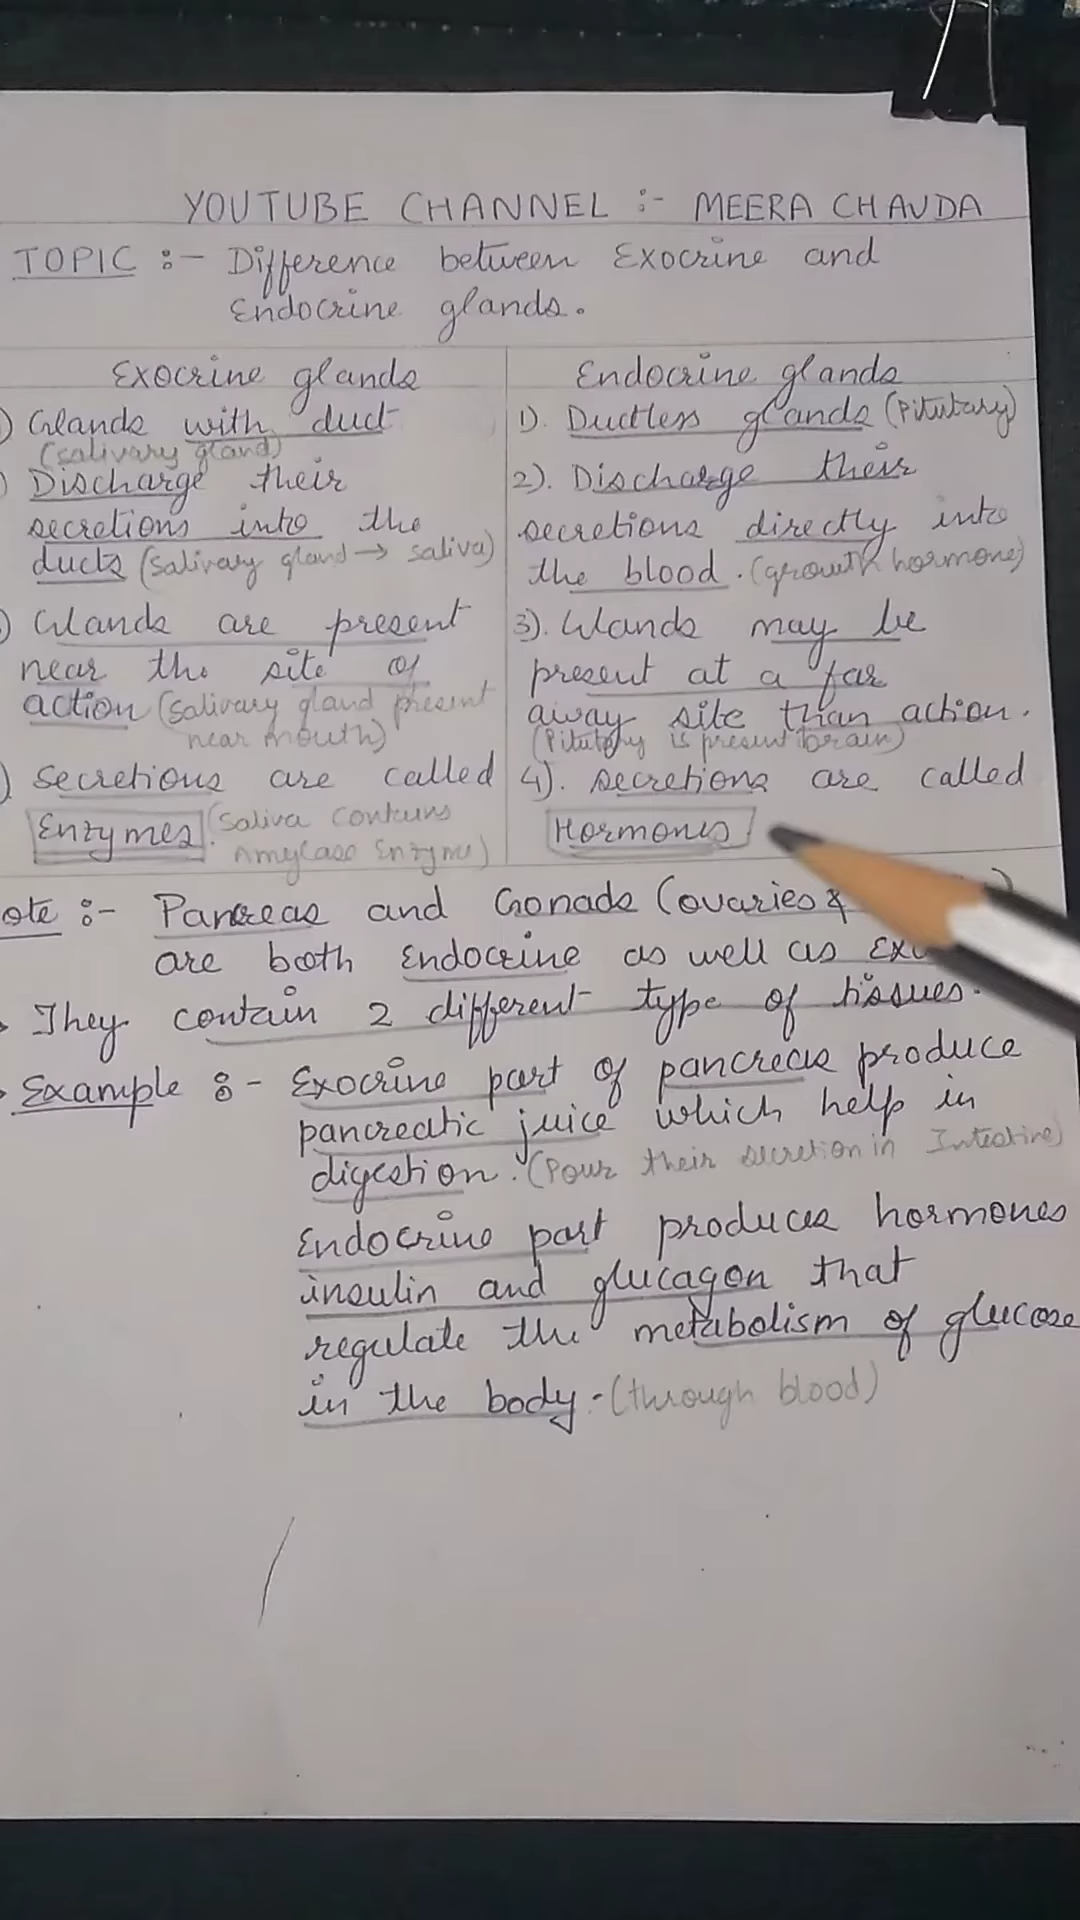 YOUTUBE CHANNEL :- MEERA CHAVDA
TOPIC :- Difference between Exocrine and
Endocrine glands.
Exocrine glands
) Glands with duct
(salivary gland)
) Discharge their
secretions into the
ducts (Salivary gland → saliva)
) Glands are present
near the site of
action (Salivary gland present
near mouth)
) Secretions are called
Enzymes. (Saliva contains
Amylase Enzyme)
Endocrine glands
1). Ductless glands (Pitutary)
2). Discharge their
secretions directly into
the blood. (growth hormone)
3). Glands may be
present at a far
away site than action.
(Pitutary is present brain)
4). Secretions are called
Hormones
ote :- Pancreas and Gonads (ovaries &
are both Endocrine as well as
They contain 2 different type of tissues.
Example :- Exocrine part of pancreas produce
pancreatic juice which help in
digestion. (Pour their secretion in Intestine)
Endocrine part produces hormones
insulin and glucagon that
regulate the metabolism of glucose
in the body. (through blood)